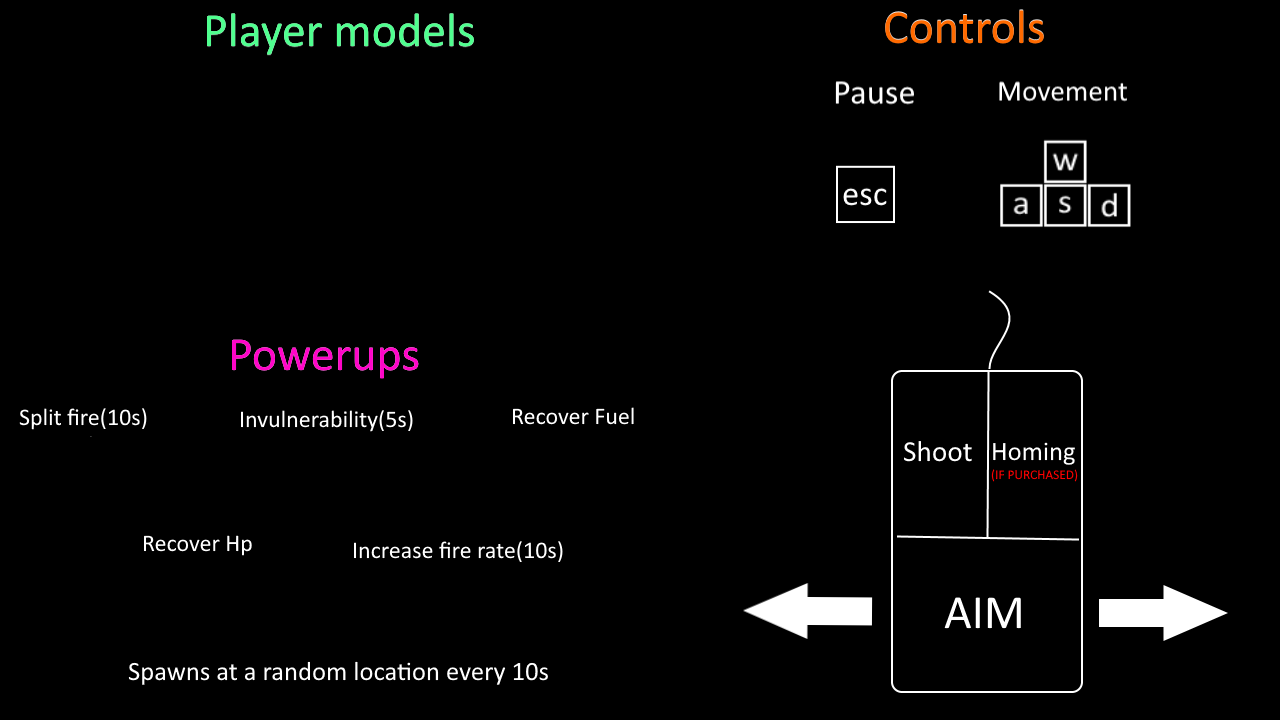 Player models
Controls
Pause
Movement
esc
w
a s d
Powerups
Split fire(10s)
Invulnerability(5s)
Recover Fuel
Recover Hp
Increase fire rate(10s)
Spawns at a random location every 10s
Shoot
Homing
(IF PURCHASED)
AIM